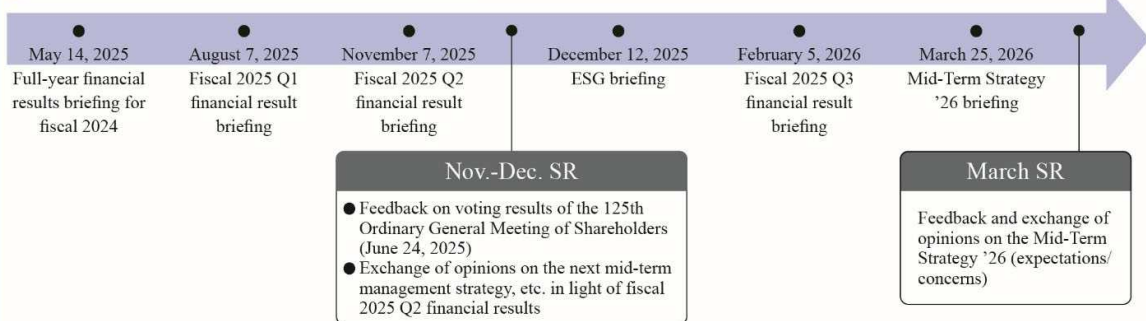 May 14, 2025
Full-year financial
results briefing for
fiscal 2024
August 7, 2025
Fiscal 2025 Q1
financial result
briefing
November 7, 2025
Fiscal 2025 Q2
financial result
briefing
December 12, 2025
ESG briefing
February 5, 2026
Fiscal 2025 Q3
financial result
briefing
March 25, 2026
Mid-Term Strategy
’26 briefing
Nov.-Dec. SR
● Feedback on voting results of the 125th
Ordinary General Meeting of Shareholders
(June 24, 2025)
● Exchange of opinions on the next mid-term
management strategy, etc. in light of fiscal
2025 Q2 financial results
March SR
Feedback and exchange of
opinions on the Mid-Term
Strategy ’26 (expectations/
concerns)